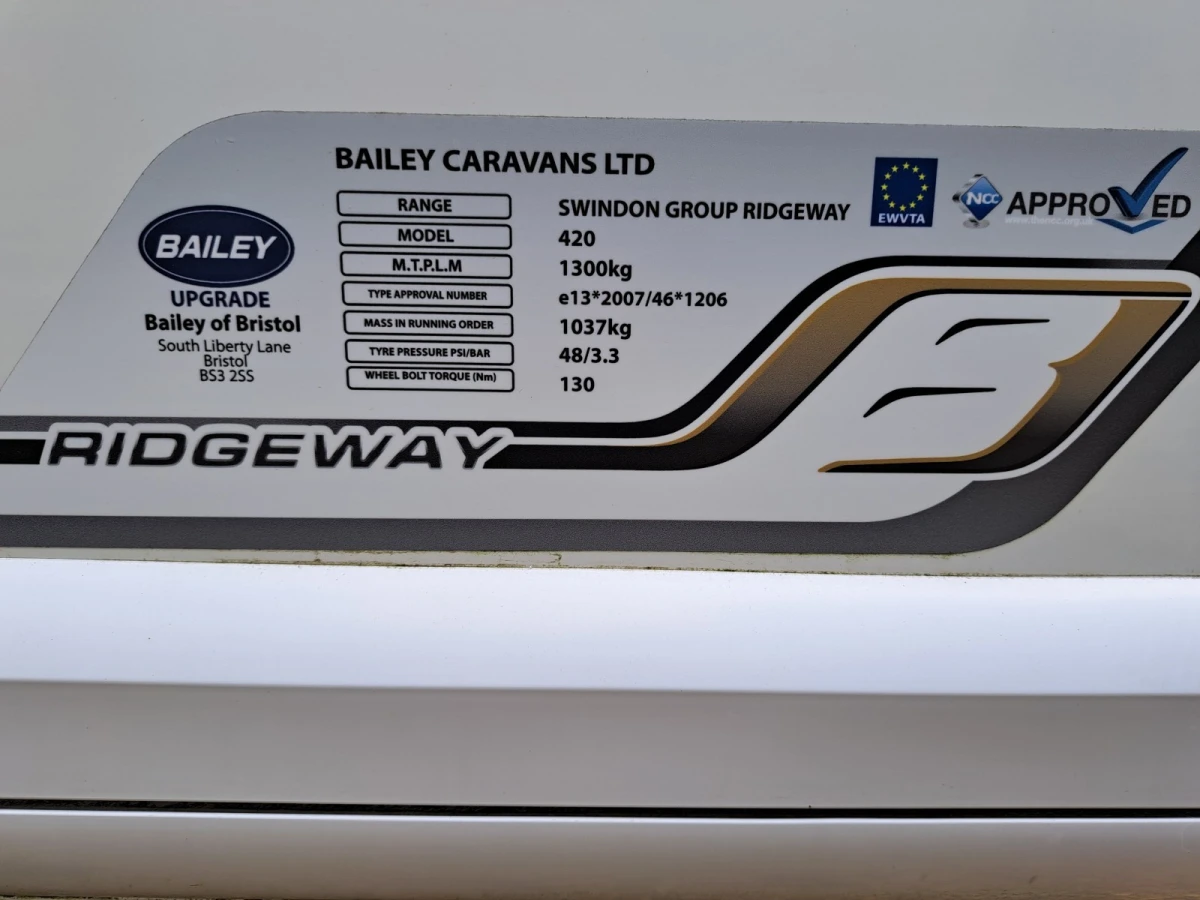 BAILEY CARAVANS LTD
RANGE SWINDON GROUP RIDGEWAY
MODEL 420
M.T.P.L.M 1300kg
TYPE APPROVAL NUMBER e13*2007/46*1206
MASS IN RUNNING ORDER 1037kg
TYRE PRESSURE PSI/BAR 48/3.3
WHEEL BOLT TORQUE (Nm) 130
BAILEY
UPGRADE
Bailey of Bristol
South Liberty Lane
Bristol
BS3 2SS
EWVTA
NCC APPROVED
RIDGEWAY